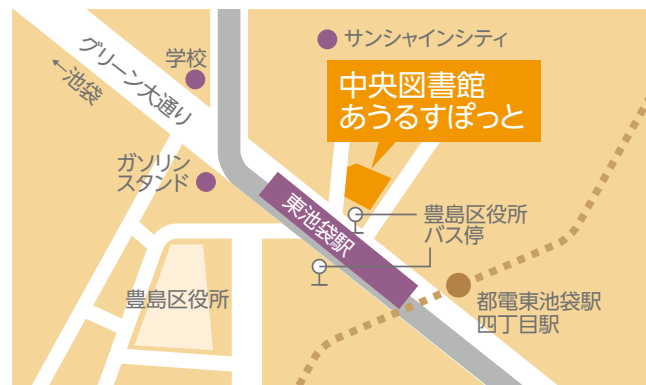 サンシャインシティ
学校
グリーン大通り
←池袋
中央図書館
あうるすぽっと
ガソリン
スタンド
東池袋駅
豊島区役所
バス停
豊島区役所
都電東池袋駅
四丁目駅